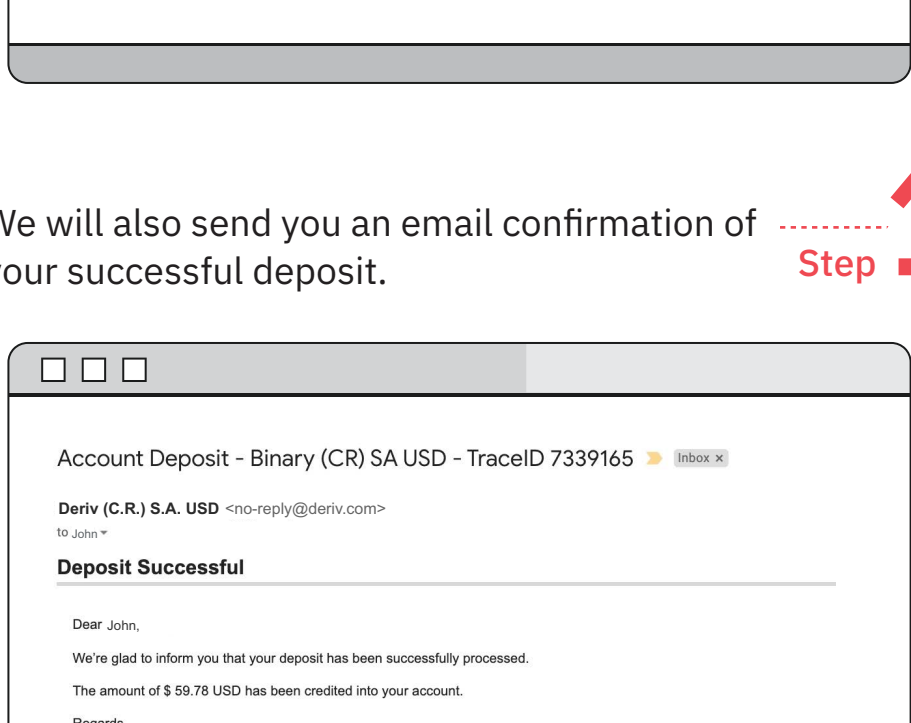 We will also send you an email confirmation of
your successful deposit.
Step
Account Deposit - Binary (CR) SA USD - TraceID 7339165 Inbox ×
Deriv (C.R.) S.A. USD <no-reply@deriv.com>
to John
Deposit Successful
Dear John,
We're glad to inform you that your deposit has been successfully processed.
The amount of $ 59.78 USD has been credited into your account.
Regards